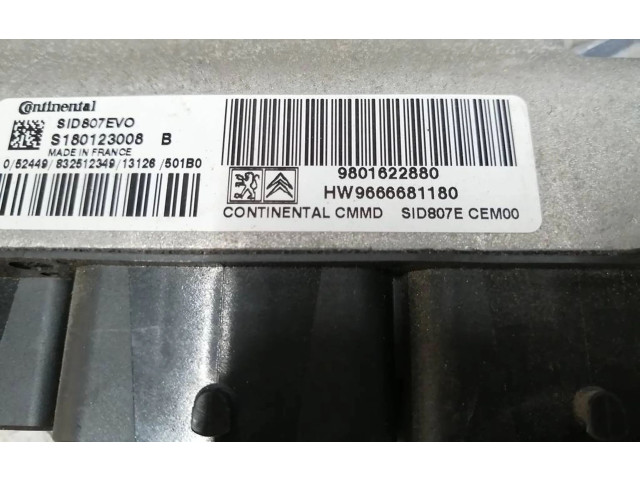 Continental
SID807EVO
S180123008 B
MADE IN FRANCE
0/52449/832512349/13126/501B0
9801622880
HW9666681180
CONTINENTAL CMMD SID807E CEM00